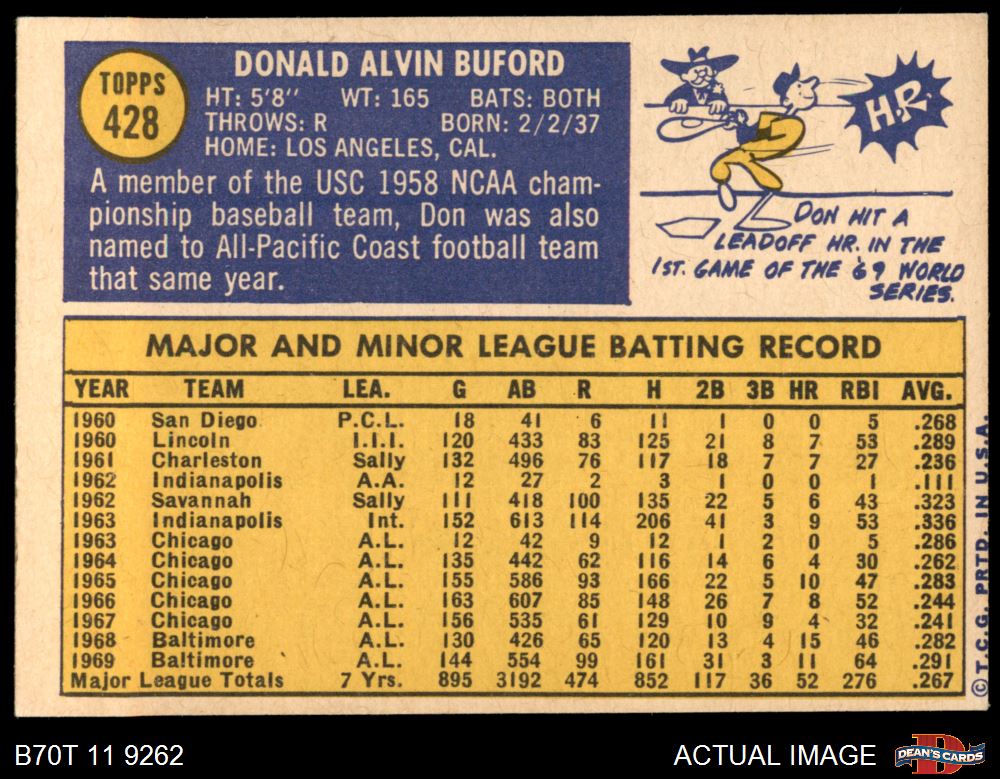 TOPPS
428
DONALD ALVIN BUFORD
HT: 5'8" WT: 165 BATS: BOTH
THROWS: R BORN: 2/2/37
HOME: LOS ANGELES, CAL.
A member of the USC 1958 NCAA cham-
pionship baseball team, Don was also
named to All-Pacific Coast football team
that same year.
H.R.
DON HIT A
LEADOFF HR. IN THE
1ST. GAME OF THE '69 WORLD
SERIES.
MAJOR AND MINOR LEAGUE BATTING RECORD
YEAR TEAM LEA. G AB R H 2B 3B HR RBI AVG.
1960 San Diego P.C.L. 18 41 6 11 1 0 0 5 .268
1960 Lincoln I.I.I. 120 433 83 125 21 8 7 53 .289
1961 Charleston Sally 132 496 76 117 18 7 7 27 .236
1962 Indianapolis A.A. 12 27 2 3 1 0 0 1 .111
1962 Savannah Sally 111 418 100 135 22 5 6 43 .323
1963 Indianapolis Int. 152 613 114 206 41 3 9 53 .336
1963 Chicago A.L. 12 42 9 12 1 2 0 5 .286
1964 Chicago A.L. 135 442 62 116 14 6 4 30 .262
1965 Chicago A.L. 155 586 93 166 22 5 10 47 .283
1966 Chicago A.L. 163 607 85 148 26 7 8 52 .244
1967 Chicago A.L. 156 535 61 129 10 9 4 32 .241
1968 Baltimore A.L. 130 426 65 120 13 4 15 46 .282
1969 Baltimore A.L. 144 554 99 161 31 3 11 64 .291
Major League Totals 7 Yrs. 895 3192 474 852 117 36 52 276 .267
© T.C.G. PRTD. IN U.S.A.
B70T 11 9262
ACTUAL IMAGE
DEAN'S CARDS